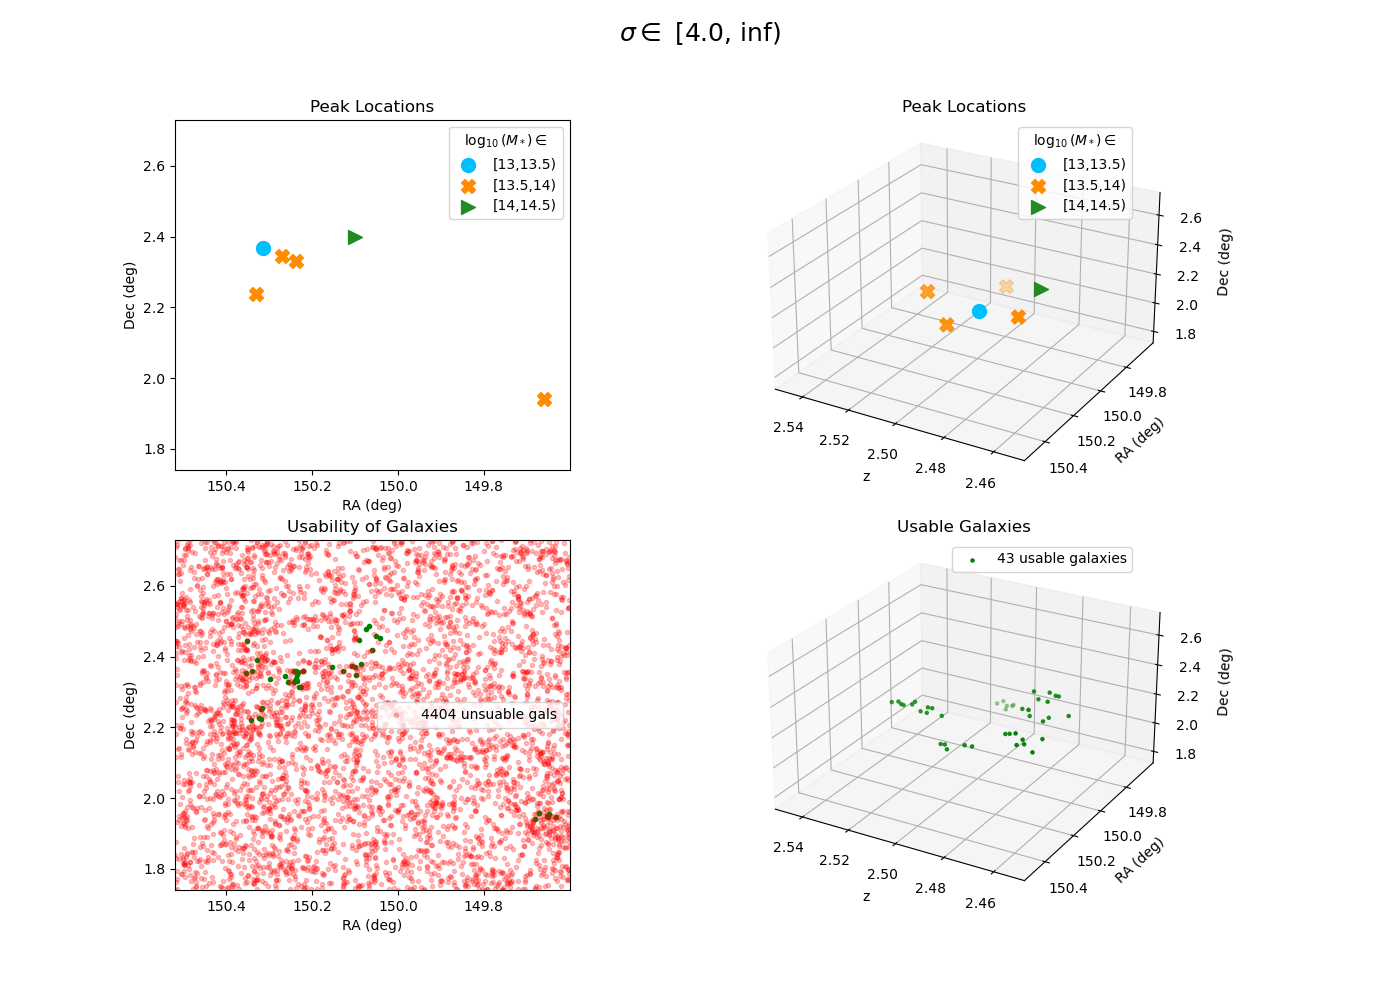 σ ∈ [4.0, inf)
Peak Locations
log₁₀(M*) ∈
[13,13.5)
[13.5,14)
[14,14.5)
2.6
2.4
2.2
2.0
1.8
Dec (deg)
150.4 150.2 150.0 149.8
RA (deg)
Peak Locations
log₁₀(M*) ∈
[13,13.5)
[13.5,14)
[14,14.5)
2.6
2.4
2.2
2.0
1.8
Dec (deg)
149.8
150.0
150.2
150.4
RA (deg)
2.54
2.52
2.50
2.48
2.46
z
Usability of Galaxies
4404 unsuable gals
2.6
2.4
2.2
2.0
1.8
Dec (deg)
150.4 150.2 150.0 149.8
RA (deg)
Usable Galaxies
43 usable galaxies
2.6
2.4
2.2
2.0
1.8
Dec (deg)
149.8
150.0
150.2
150.4
RA (deg)
2.54
2.52
2.50
2.48
2.46
z